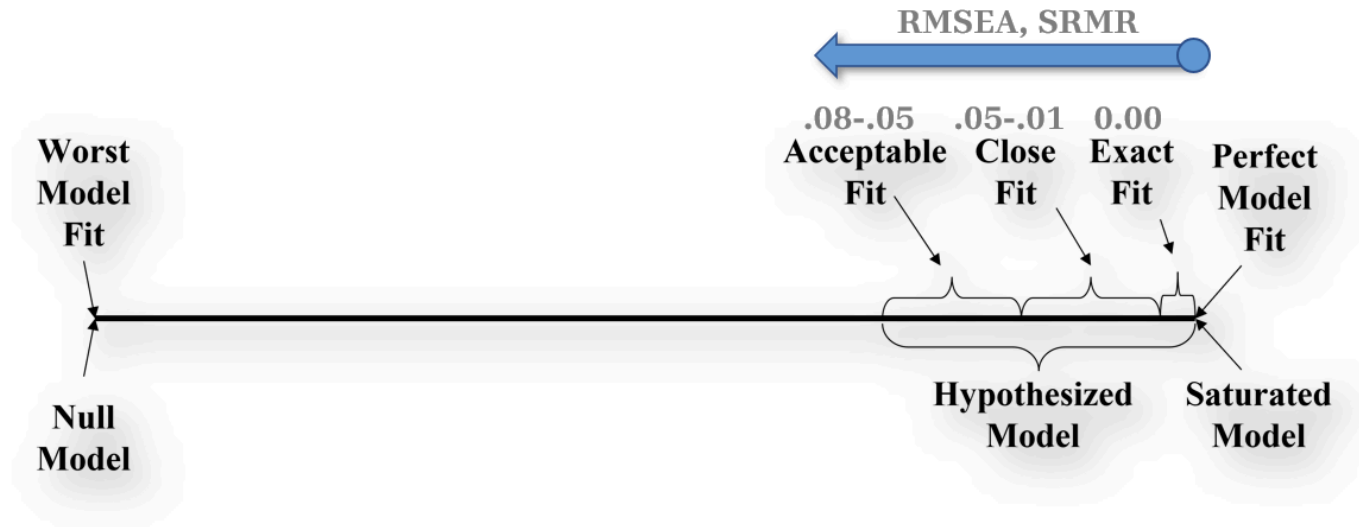 RMSEA, SRMR
.08-.05
.05-.01
0.00
Worst
Model
Fit
Acceptable
Fit
Close
Fit
Exact
Fit
Perfect
Model
Fit
Null
Model
Hypothesized
Model
Saturated
Model